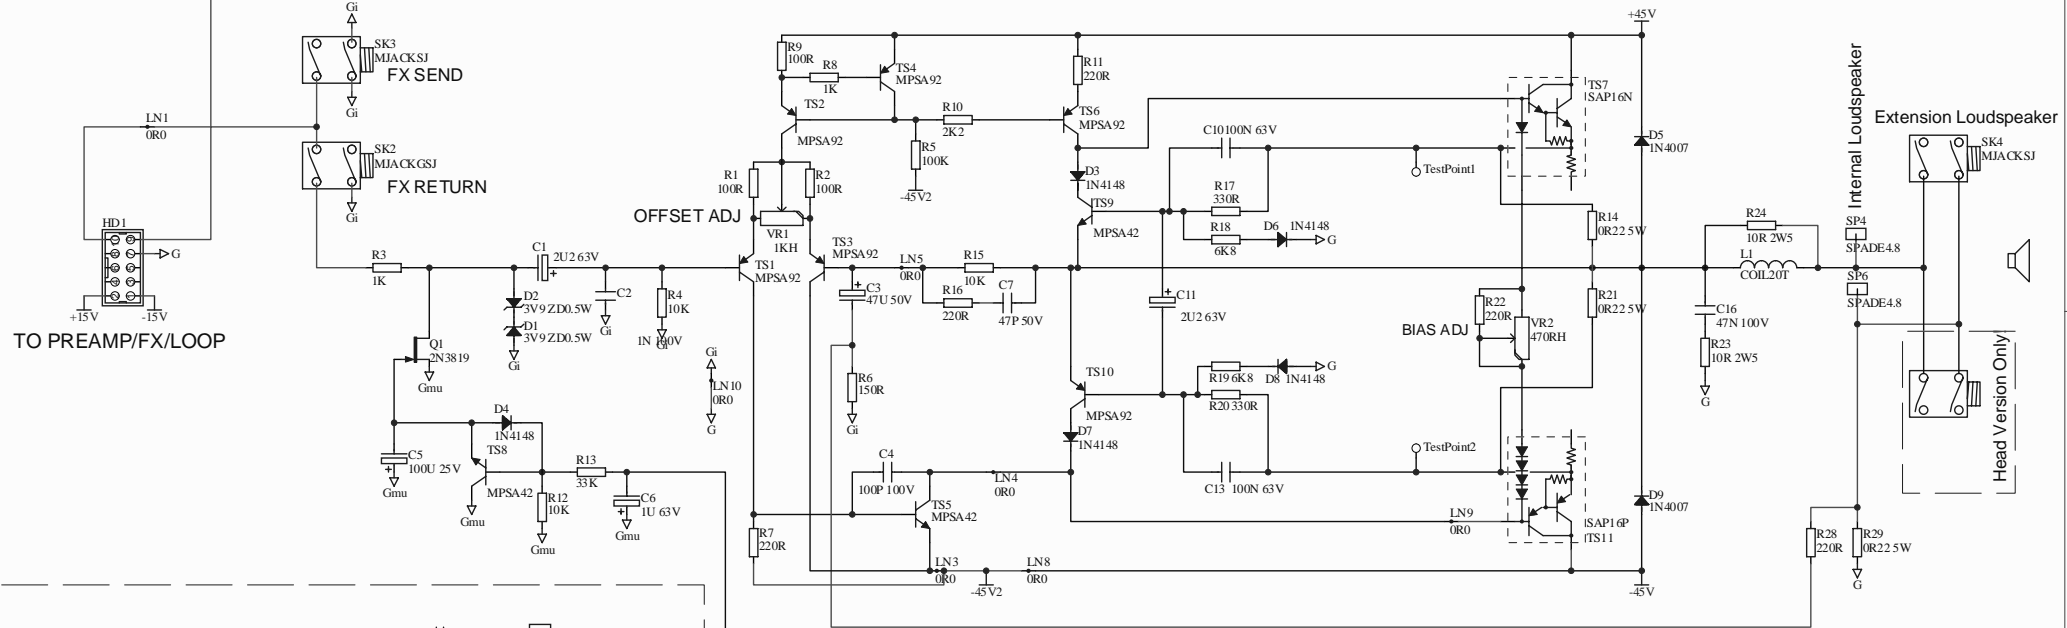 Gi
SK3
MJACKSJ
FX SEND
Gi
LN1
0R0
SK2
MJACKGSJ
FX RETURN
Gi
HD1
G
+15V
-15V
TO PREAMP/FX/LOOP
R3
1K
C1
2U2 63V
+
D2
3V9 ZD0.5W
D1
3V9 ZD0.5W
Gi
C2
Gi
R4
10K
1N 100V
Gi
Q1
2N3819
Gmu
D4
1N4148
TS8
MPSA42
Gmu
C5
100U 25V
+
Gmu
R13
33K
R12
10K
Gmu
C6
1U 63V
+
Gmu
Gi
LN10
0R0
G
OFFSET ADJ
R9
100R
R8
1K
TS4
MPSA92
TS2
MPSA92
R10
2K2
R5
100K
-45V2
R1
100R
R2
100R
VR1
1KH
TS1
MPSA92
TS3
MPSA92
+
C3
47U 50V
R6
150R
Gi
LN5
0R0
R15
10K
R16
220R
C7
47P 50V
C4
100P 100V
TS5
MPSA42
LN4
0R0
R7
220R
LN3
0R0
-45V2
LN8
0R0
R11
220R
TS6
MPSA92
D3
1N4148
TS9
MPSA42
TS10
MPSA92
D7
1N4148
C10100N 63V
R17
330R
R18
6K8
D6
1N4148
G
+
C11
2U2 63V
R196K8
D8 1N4148
G
R20330R
C13 100N 63V
TestPoint1
TestPoint2
LN9
0R0
BIAS ADJ
R22
220R
VR2
470RH
TS7
SAP16N
SAP16P
TS11
R14
0R22 5W
R21
0R22 5W
+45V
D5
1N4007
D9
1N4007
-45V
R24
10R 2W5
L1
COIL20T
C16
47N 100V
R23
10R 2W5
G
Internal Loudspeaker
SP4
SPADE4.8
SP6
SPADE4.8
Extension Loudspeaker
SK4
MJACKSJ
Head Version Only
R28
220R
R29
0R22 5W
G